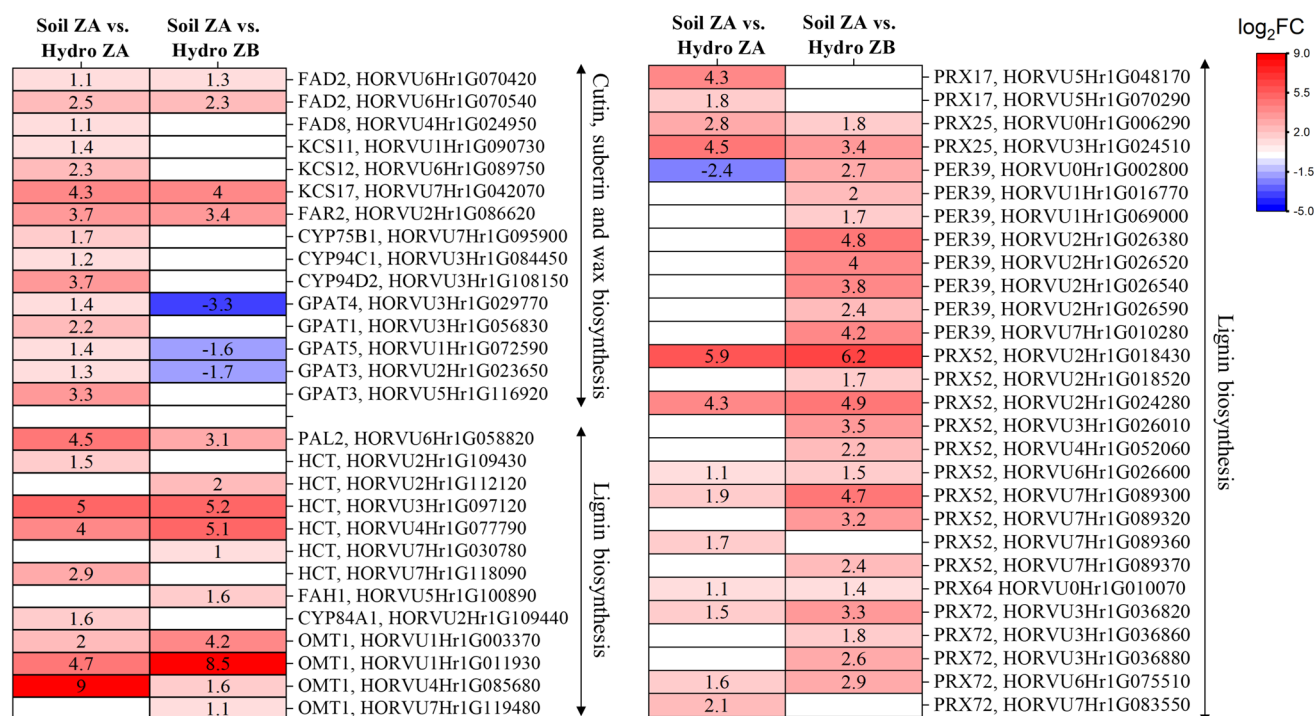 Soil ZA vs.
Hydro ZA
Soil ZA vs.
Hydro ZB
1.1 1.3 FAD2, HORVU6Hr1G070420
2.5 2.3 FAD2, HORVU6Hr1G070540
1.1 FAD8, HORVU4Hr1G024950
1.4 KCS11, HORVU1Hr1G090730
2.3 KCS12, HORVU6Hr1G089750
4.3 4 KCS17, HORVU7Hr1G042070
3.7 3.4 FAR2, HORVU2Hr1G086620
1.7 CYP75B1, HORVU7Hr1G095900
1.2 CYP94C1, HORVU3Hr1G084450
3.7 CYP94D2, HORVU3Hr1G108150
1.4 -3.3 GPAT4, HORVU3Hr1G029770
2.2 GPAT1, HORVU3Hr1G056830
1.4 -1.6 GPAT5, HORVU1Hr1G072590
1.3 -1.7 GPAT3, HORVU2Hr1G023650
3.3 GPAT3, HORVU5Hr1G116920
Cutin, suberin and wax biosynthesis
4.5 3.1 PAL2, HORVU6Hr1G058820
1.5 HCT, HORVU2Hr1G109430
2 HCT, HORVU2Hr1G112120
5 5.2 HCT, HORVU3Hr1G097120
4 5.1 HCT, HORVU4Hr1G077790
1 HCT, HORVU7Hr1G030780
2.9 HCT, HORVU7Hr1G118090
1.6 FAH1, HORVU5Hr1G100890
1.6 CYP84A1, HORVU2Hr1G109440
2 4.2 OMT1, HORVU1Hr1G003370
4.7 8.5 OMT1, HORVU1Hr1G011930
9 1.6 OMT1, HORVU4Hr1G085680
1.1 OMT1, HORVU7Hr1G119480
Lignin biosynthesis
Soil ZA vs.
Hydro ZA
Soil ZA vs.
Hydro ZB
4.3 PRX17, HORVU5Hr1G048170
1.8 PRX17, HORVU5Hr1G070290
2.8 1.8 PRX25, HORVU0Hr1G006290
4.5 3.4 PRX25, HORVU3Hr1G024510
-2.4 2.7 PER39, HORVU0Hr1G002800
2 PER39, HORVU1Hr1G016770
1.7 PER39, HORVU1Hr1G069000
4.8 PER39, HORVU2Hr1G026380
4 PER39, HORVU2Hr1G026520
3.8 PER39, HORVU2Hr1G026540
2.4 PER39, HORVU2Hr1G026590
4.2 PER39, HORVU7Hr1G010280
5.9 6.2 PRX52, HORVU2Hr1G018430
1.7 PRX52, HORVU2Hr1G018520
4.3 4.9 PRX52, HORVU2Hr1G024280
3.5 PRX52, HORVU3Hr1G026010
2.2 PRX52, HORVU4Hr1G052060
1.1 1.5 PRX52, HORVU6Hr1G026600
1.9 4.7 PRX52, HORVU7Hr1G089300
3.2 PRX52, HORVU7Hr1G089320
1.7 PRX52, HORVU7Hr1G089360
2.4 PRX52, HORVU7Hr1G089370
1.1 1.4 PRX64 HORVU0Hr1G010070
1.5 3.3 PRX72, HORVU3Hr1G036820
1.8 PRX72, HORVU3Hr1G036860
2.6 PRX72, HORVU3Hr1G036880
1.6 2.9 PRX72, HORVU6Hr1G075510
2.1 PRX72, HORVU7Hr1G083550
Lignin biosynthesis
log₂FC
9.0
5.5
2.0
-1.5
-5.0